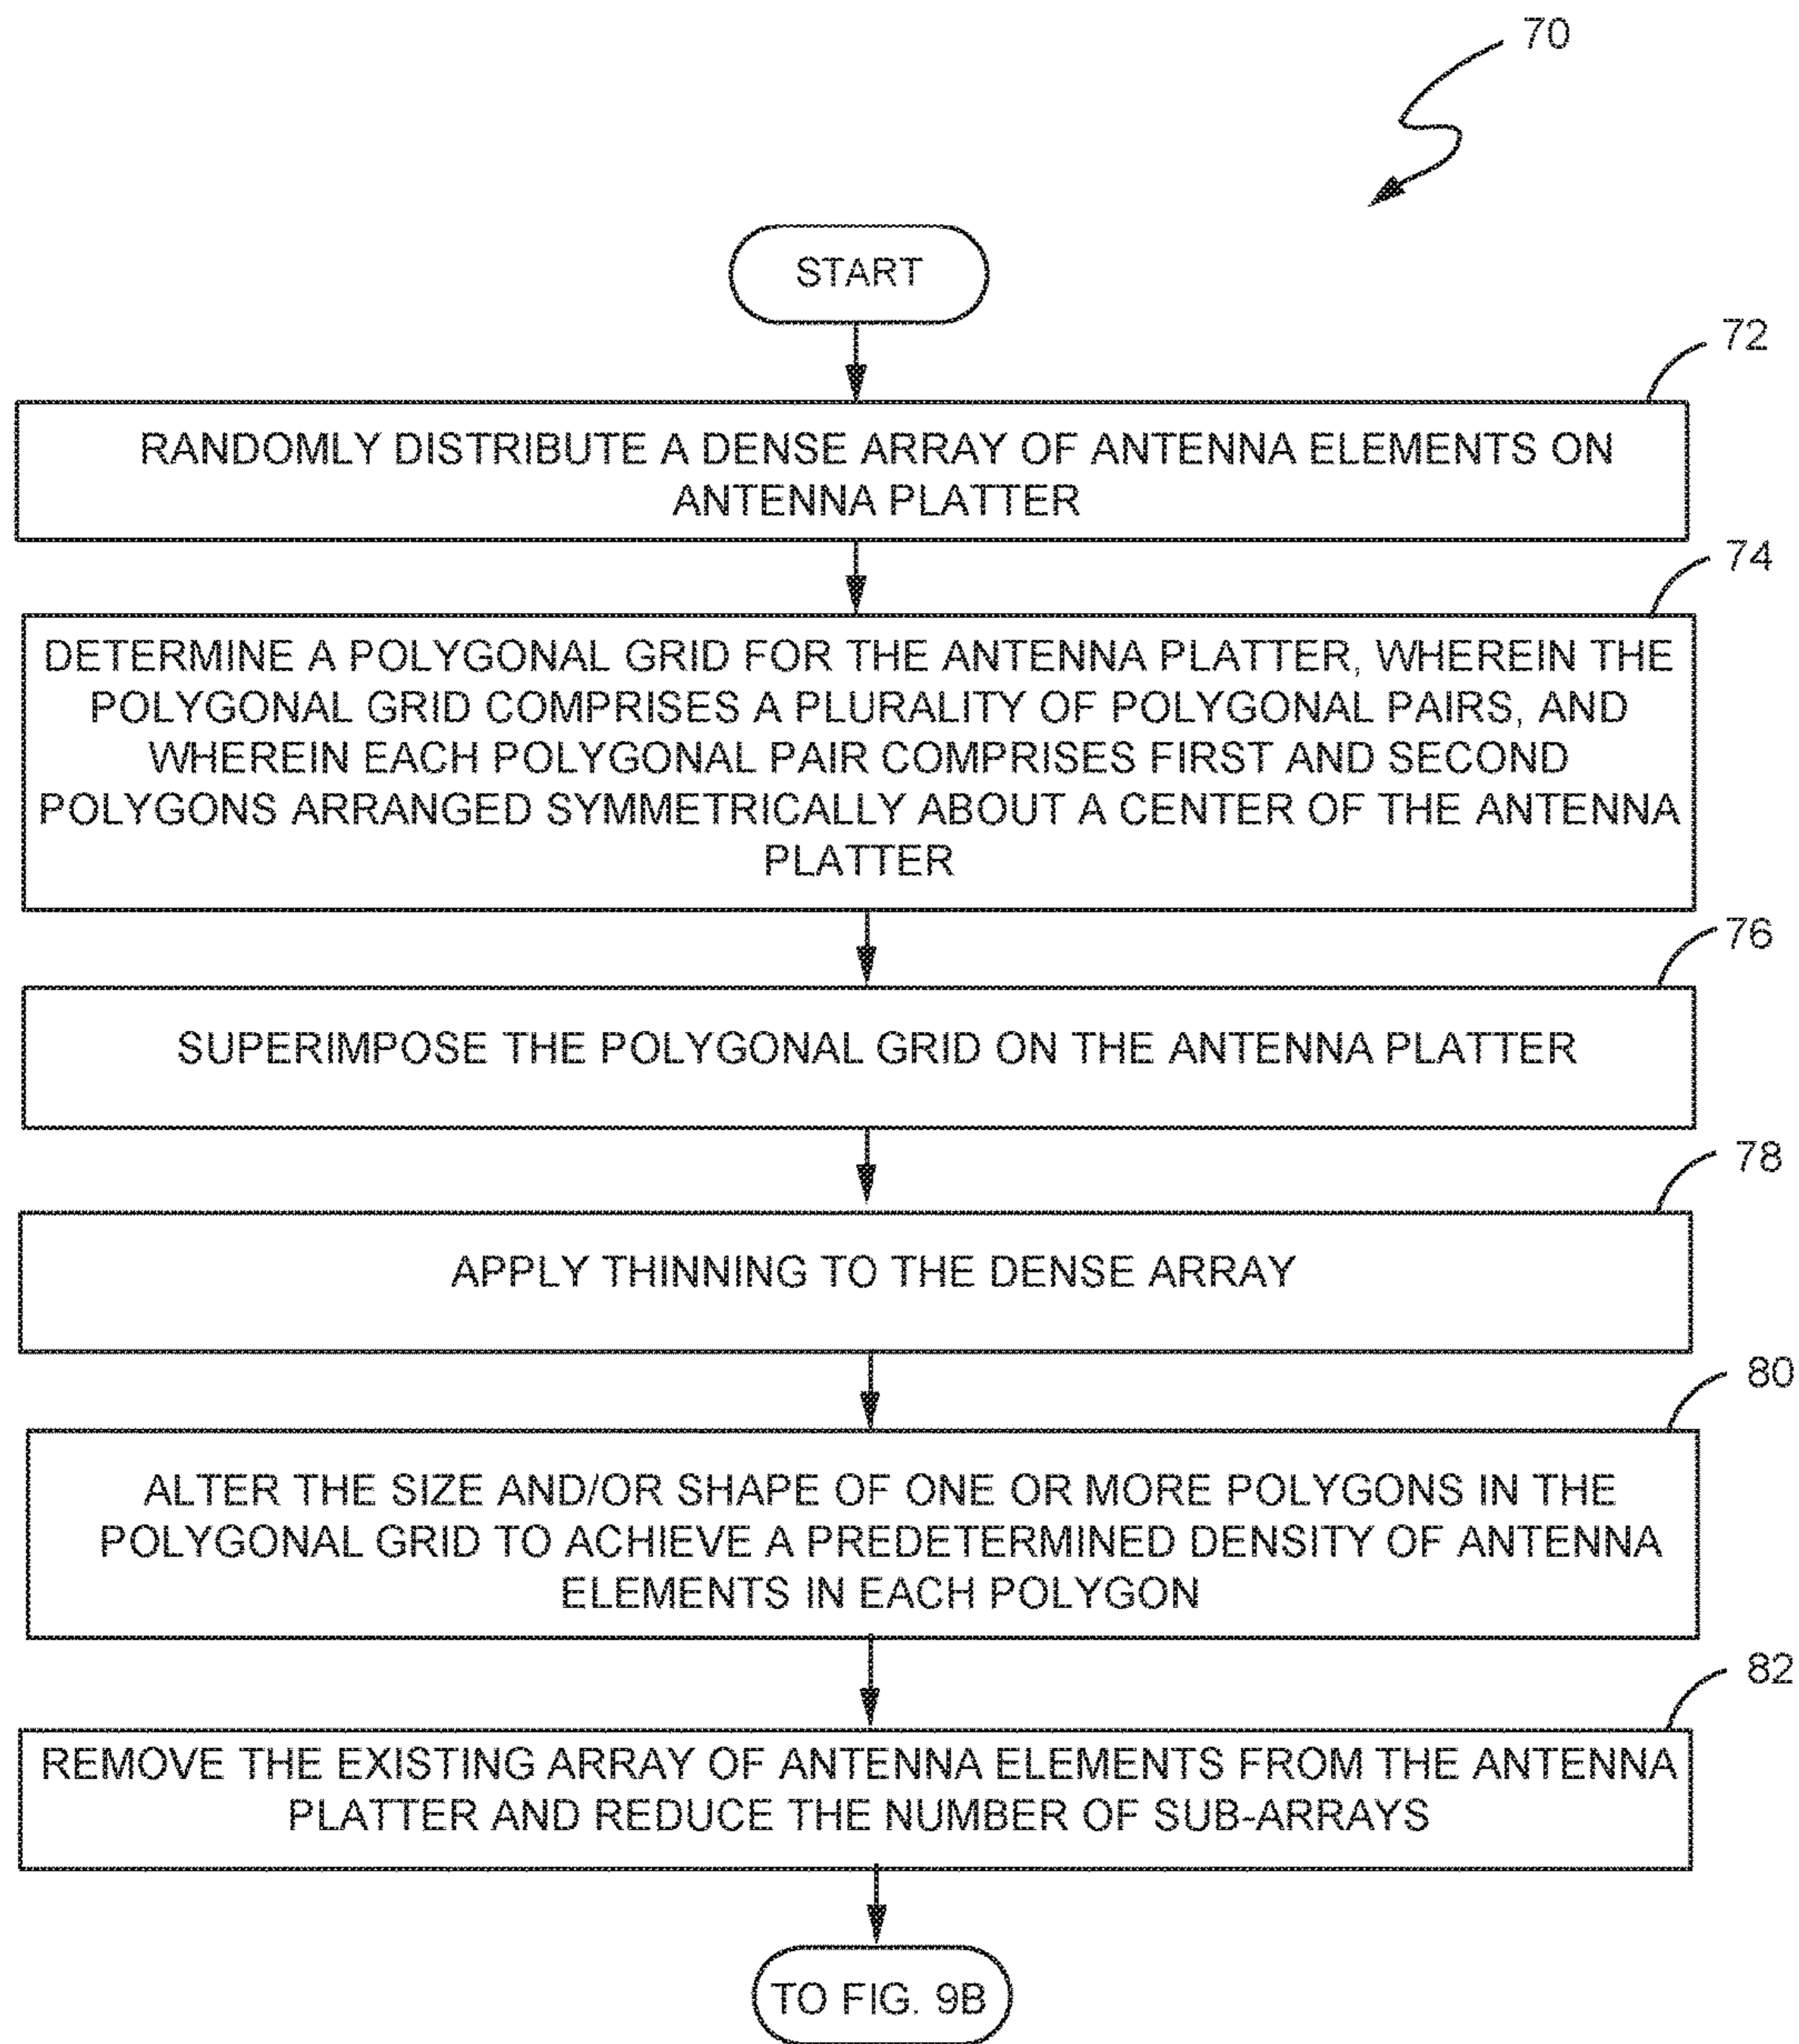 70
START
72
RANDOMLY DISTRIBUTE A DENSE ARRAY OF ANTENNA ELEMENTS ON
ANTENNA PLATTER
74
DETERMINE A POLYGONAL GRID FOR THE ANTENNA PLATTER, WHEREIN THE
POLYGONAL GRID COMPRISES A PLURALITY OF POLYGONAL PAIRS, AND
WHEREIN EACH POLYGONAL PAIR COMPRISES FIRST AND SECOND
POLYGONS ARRANGED SYMMETRICALLY ABOUT A CENTER OF THE ANTENNA
PLATTER
76
SUPERIMPOSE THE POLYGONAL GRID ON THE ANTENNA PLATTER
78
APPLY THINNING TO THE DENSE ARRAY
80
ALTER THE SIZE AND/OR SHAPE OF ONE OR MORE POLYGONS IN THE
POLYGONAL GRID TO ACHIEVE A PREDETERMINED DENSITY OF ANTENNA
ELEMENTS IN EACH POLYGON
82
REMOVE THE EXISTING ARRAY OF ANTENNA ELEMENTS FROM THE ANTENNA
PLATTER AND REDUCE THE NUMBER OF SUB-ARRAYS
TO FIG. 9B